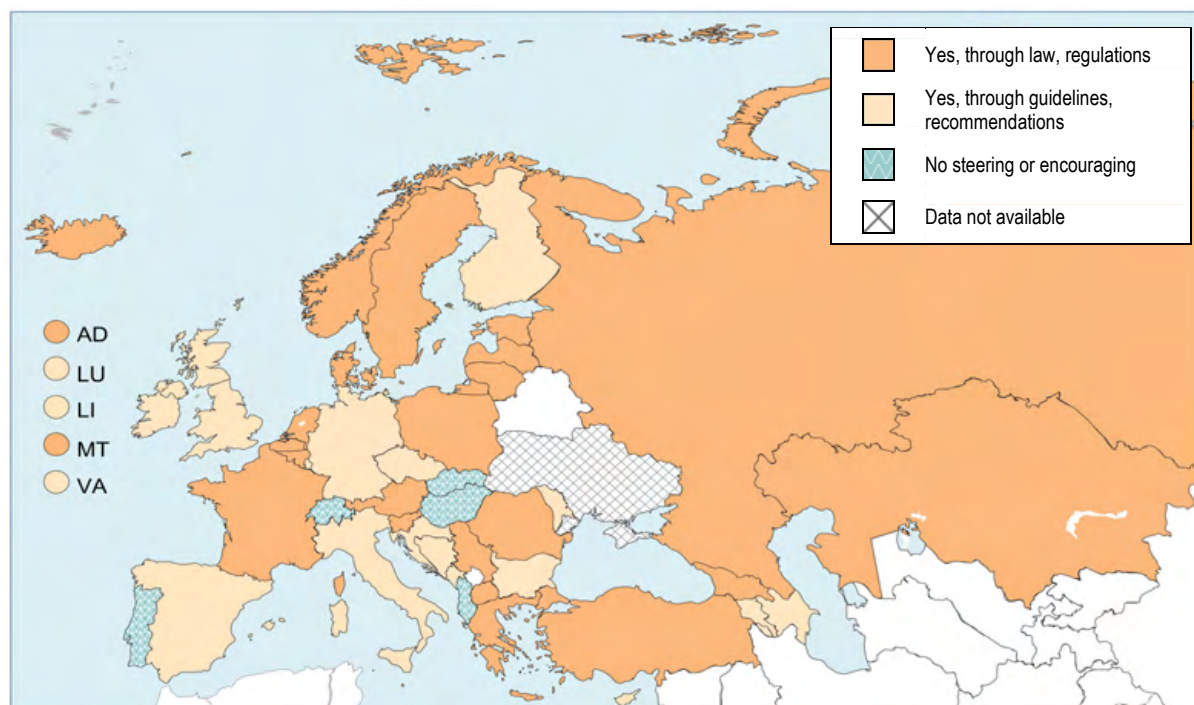 Yes, through law, regulations
Yes, through guidelines,
recommendations
No steering or encouraging
Data not available
AD
LU
LI
MT
VA